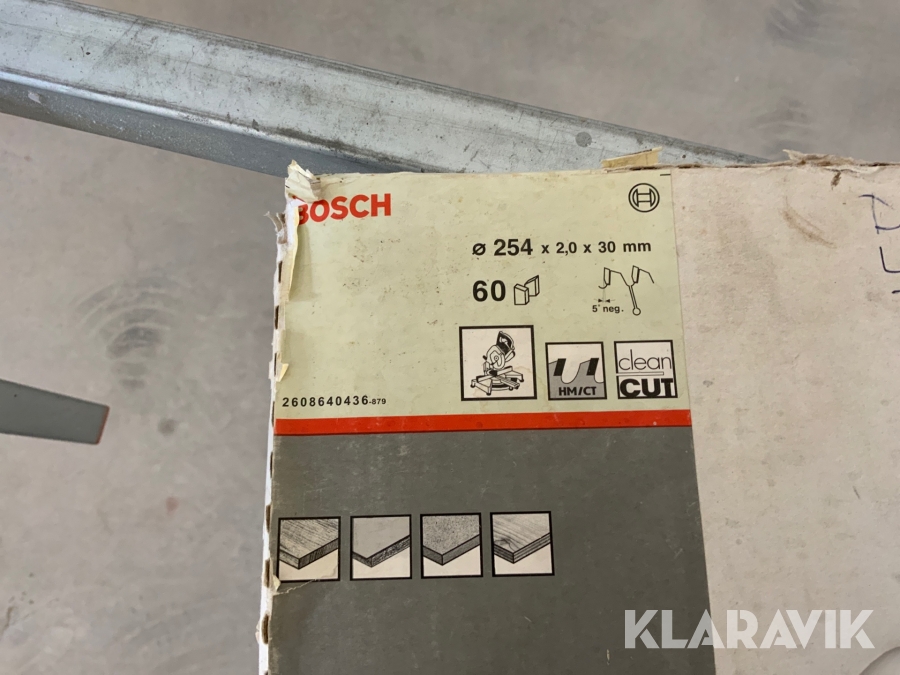 BOSCH
ø 254 x 2,0 x 30 mm
60
5° neg.
HM/CT
clean
CUT
2608640436-879
KLARAVIK